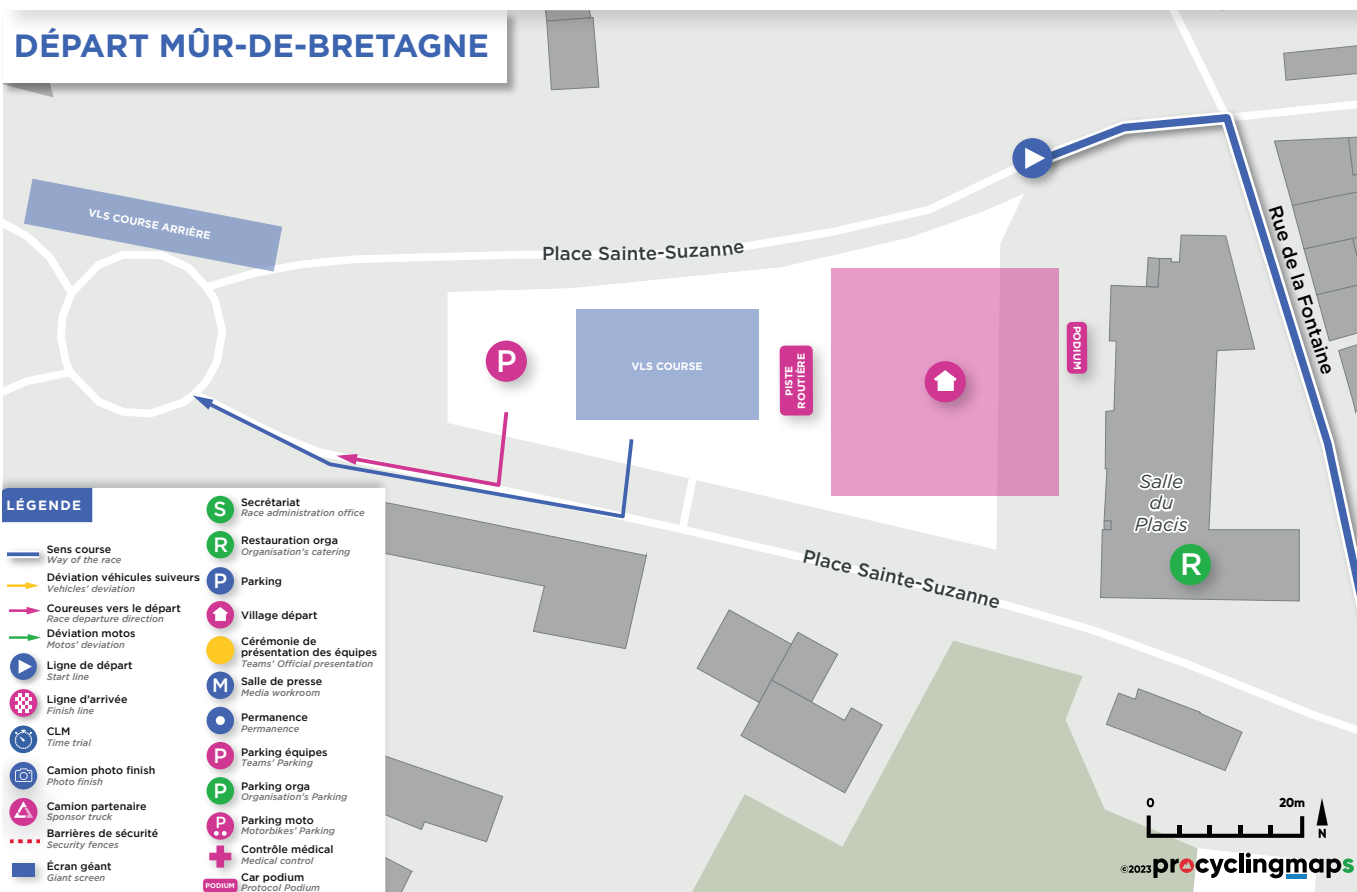 DÉPART MÛR-DE-BRETAGNE
VLS COURSE ARRIÈRE
Place Sainte-Suzanne
Rue de la Fontaine
P
VLS COURSE
PISTE
ROUTIÈRE
PODIUM
Salle
du
Placis
R
Place Sainte-Suzanne
LÉGENDE
Sens course
Way of the race
Déviation véhicules suiveurs
Vehicles' deviation
Coureuses vers le départ
Race departure direction
Déviation motos
Motos' deviation
Ligne de départ
Start line
Ligne d'arrivée
Finish line
CLM
Time trial
Camion photo finish
Photo finish
Camion partenaire
Sponsor truck
Barrières de sécurité
Security fences
Écran géant
Giant screen
S
Secrétariat
Race administration office
R
Restauration orga
Organisation's catering
P
Parking
Village départ
Cérémonie de
présentation des équipes
Teams' Official presentation
M
Salle de presse
Media workroom
Permanence
Permanence
P
Parking équipes
Teams' Parking
P
Parking orga
Organisation's Parking
P
Parking moto
Motorbikes' Parking
Contrôle médical
Medical control
PODIUM
Car podium
Protocol Podium
0 20m
N
©2023 procyclingmaps